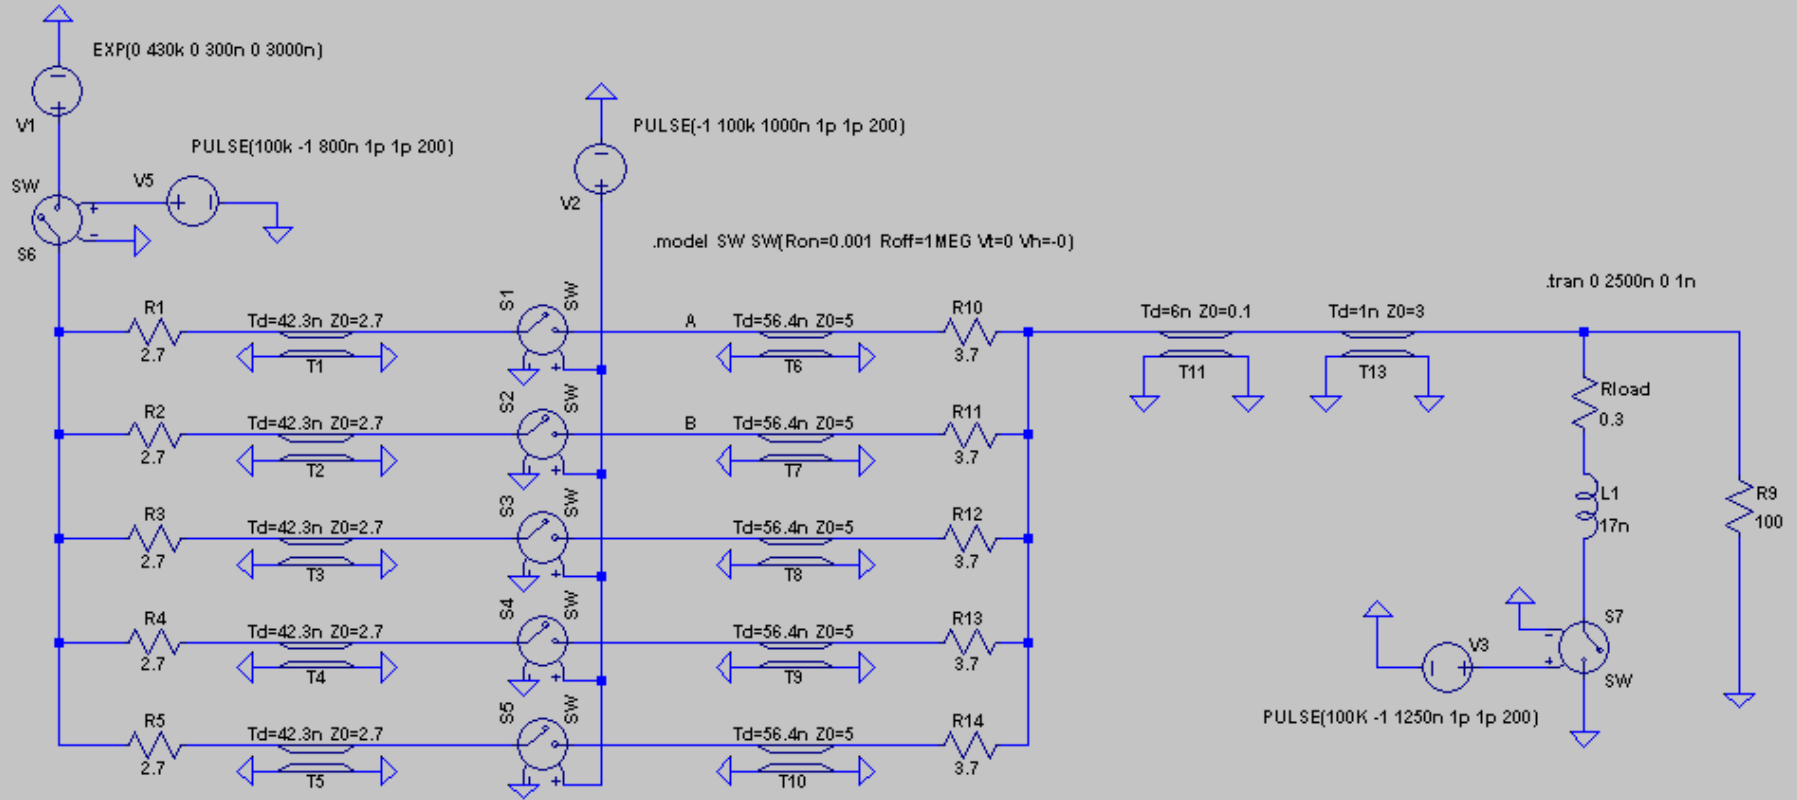 EXP(0 430k 0 300n 0 3000n)
V1
PULSE(100k -1 800n 1p 1p 200)
PULSE(-1 100k 1000n 1p 1p 200)
V5
V2
SW
+
-
S6
.model SW SW(Ron=0.001 Roff=1MEG Vt=0 Vh=-0)
.tran 0 2500n 0 1n
R1
2.7
Td=42.3n Z0=2.7
T1
S1
SW
A
Td=56.4n Z0=5
T6
R10
3.7
Td=6n Z0=0.1
T11
Td=1n Z0=3
T13
R2
2.7
Td=42.3n Z0=2.7
T2
S2
SW
B
Td=56.4n Z0=5
T7
R11
3.7
Rload
0.3
R3
2.7
Td=42.3n Z0=2.7
T3
S3
SW
Td=56.4n Z0=5
T8
R12
3.7
L1
17n
R9
100
R4
2.7
Td=42.3n Z0=2.7
T4
S4
SW
Td=56.4n Z0=5
T9
R13
3.7
V3
S7
SW
PULSE(100K -1 1250n 1p 1p 200)
R5
2.7
Td=42.3n Z0=2.7
T5
S5
SW
Td=56.4n Z0=5
T10
R14
3.7